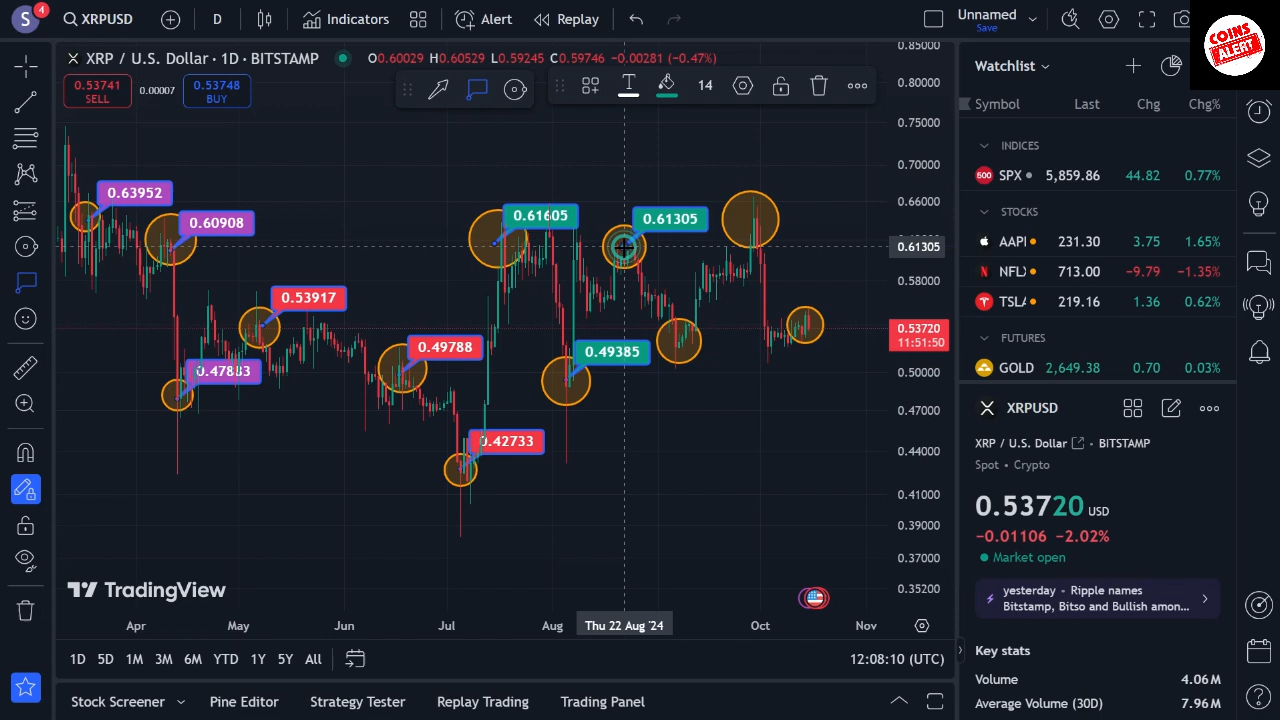 S
4
XRPUSD
D
Indicators
Alert
Replay
Unnamed
Save
COINS
ALERT
XRP / U.S. Dollar · 1D · BITSTAMP
O0.60029 H0.60529 L0.59245 C0.59746 −0.00281 (−0.47%)
0.53741
SELL
0.00007
0.53748
BUY
T
14
0.85000
0.80000
0.75000
0.70000
0.66000
0.61305
0.58000
0.53720
11:51:50
0.50000
0.47000
0.44000
0.41000
0.39000
0.37000
0.35200
0.63952
0.60908
0.47883
0.53917
0.49788
0.42733
0.61605
0.49385
0.61305
TradingView
Apr
May
Jun
Jul
Aug
Thu 22 Aug '24
Oct
Nov
1D
5D
1M
3M
6M
YTD
1Y
5Y
All
12:08:10 (UTC)
Stock Screener
Pine Editor
Strategy Tester
Replay Trading
Trading Panel
Watchlist
Symbol Last Chg Chg%
INDICES
500 SPX 5,859.86 44.82 0.77%
STOCKS
AAPL 231.30 3.75 1.65%
NFL 713.00 −9.79 −1.35%
TSLA 219.16 1.36 0.62%
FUTURES
GOLD 2,649.38 0.70 0.03%
XRPUSD
XRP / U.S. Dollar · BITSTAMP
Spot · Crypto
0.53720 USD
−0.01106 −2.02%
Market open
yesterday · Ripple names
Bitstamp, Bitso and Bullish amon...
Key stats
Volume 4.06 M
Average Volume (30D) 7.96 M